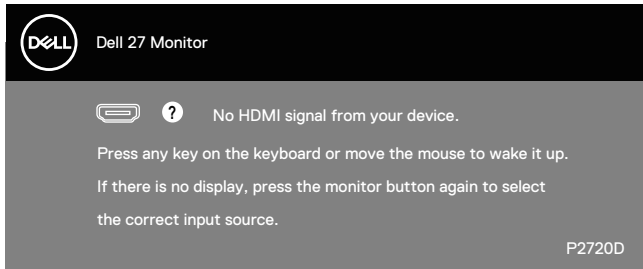 DELL
Dell 27 Monitor
? No HDMI signal from your device.
Press any key on the keyboard or move the mouse to wake it up.
If there is no display, press the monitor button again to select
the correct input source.
P2720D